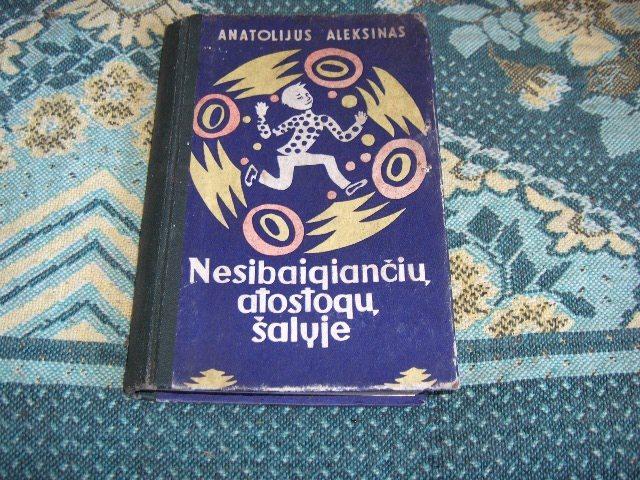 ANATOLIJUS ALEKSINAS
Nesibaigiančių
atostogų
šalyje